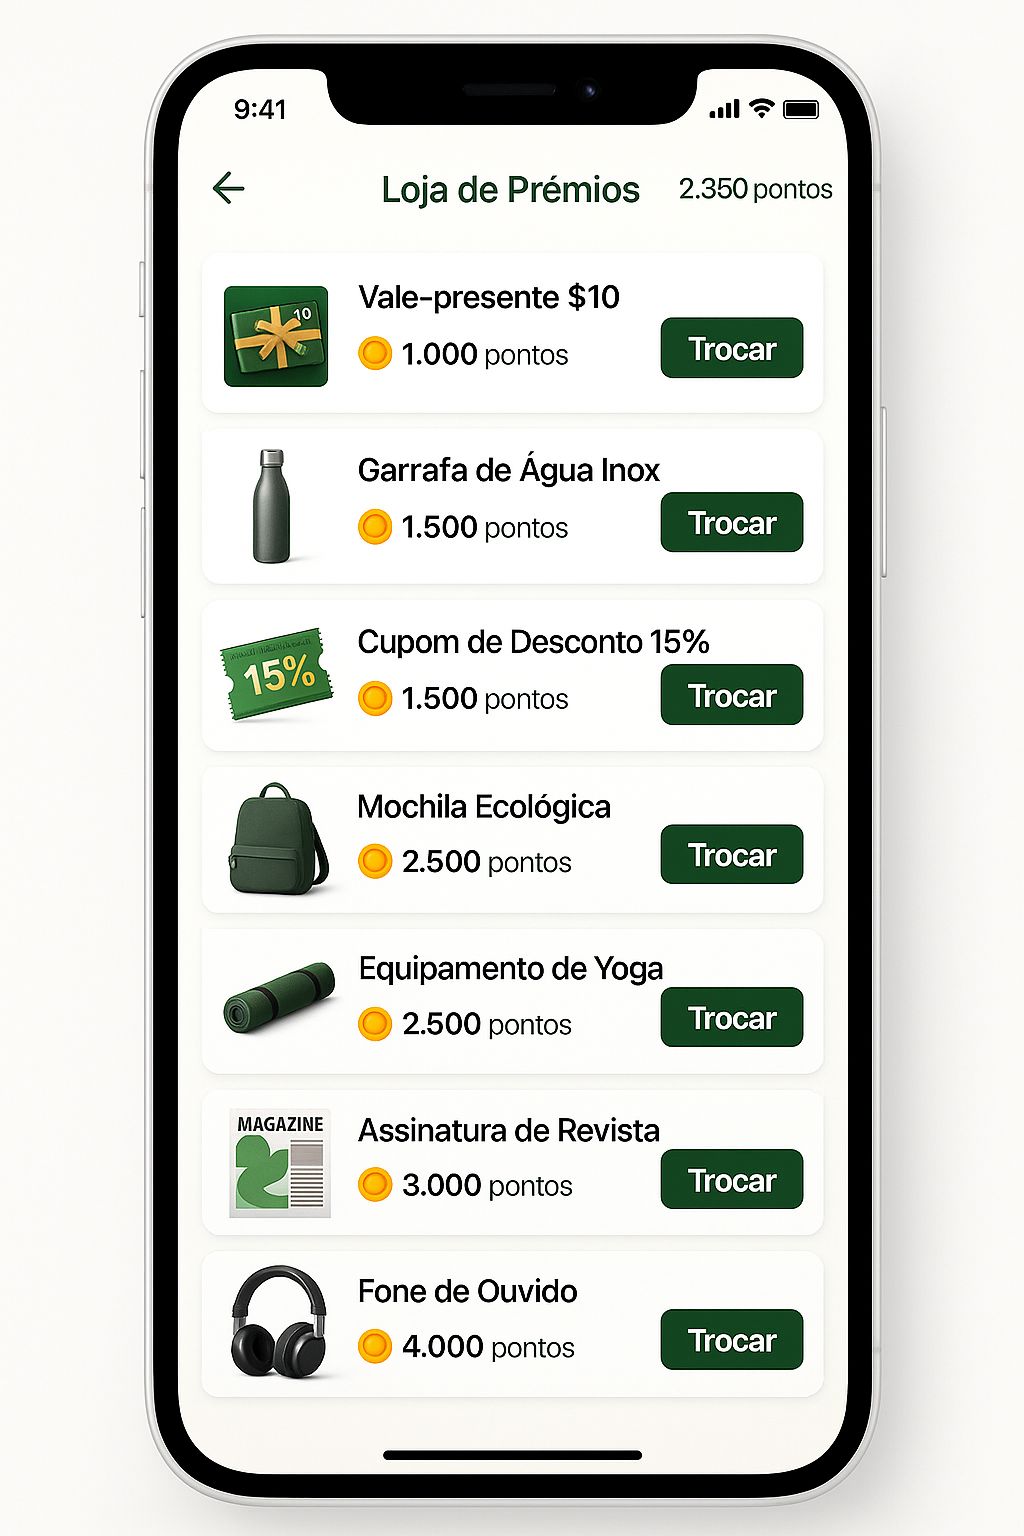 9:41
Loja de Prémios
2.350 pontos
Vale-presente $10
10
1.000 pontos
Trocar
Garrafa de Água Inox
1.500 pontos
Trocar
Cupom de Desconto 15%
15%
1.500 pontos
Trocar
Mochila Ecológica
2.500 pontos
Trocar
Equipamento de Yoga
2.500 pontos
Trocar
MAGAZINE
Assinatura de Revista
3.000 pontos
Trocar
Fone de Ouvido
4.000 pontos
Trocar